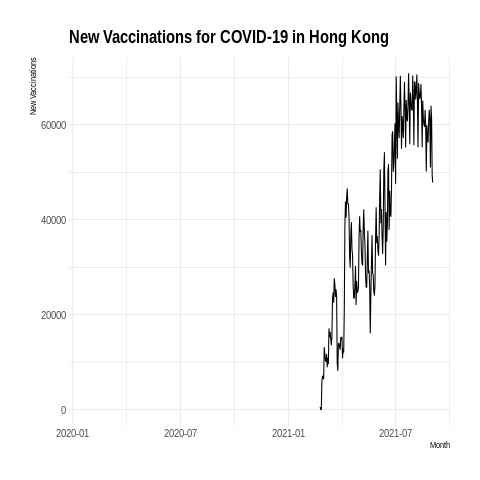 New Vaccinations for COVID-19 in Hong Kong
New Vaccinations
60000
40000
20000
0
2020-01 2020-07 2021-01 2021-07
Month